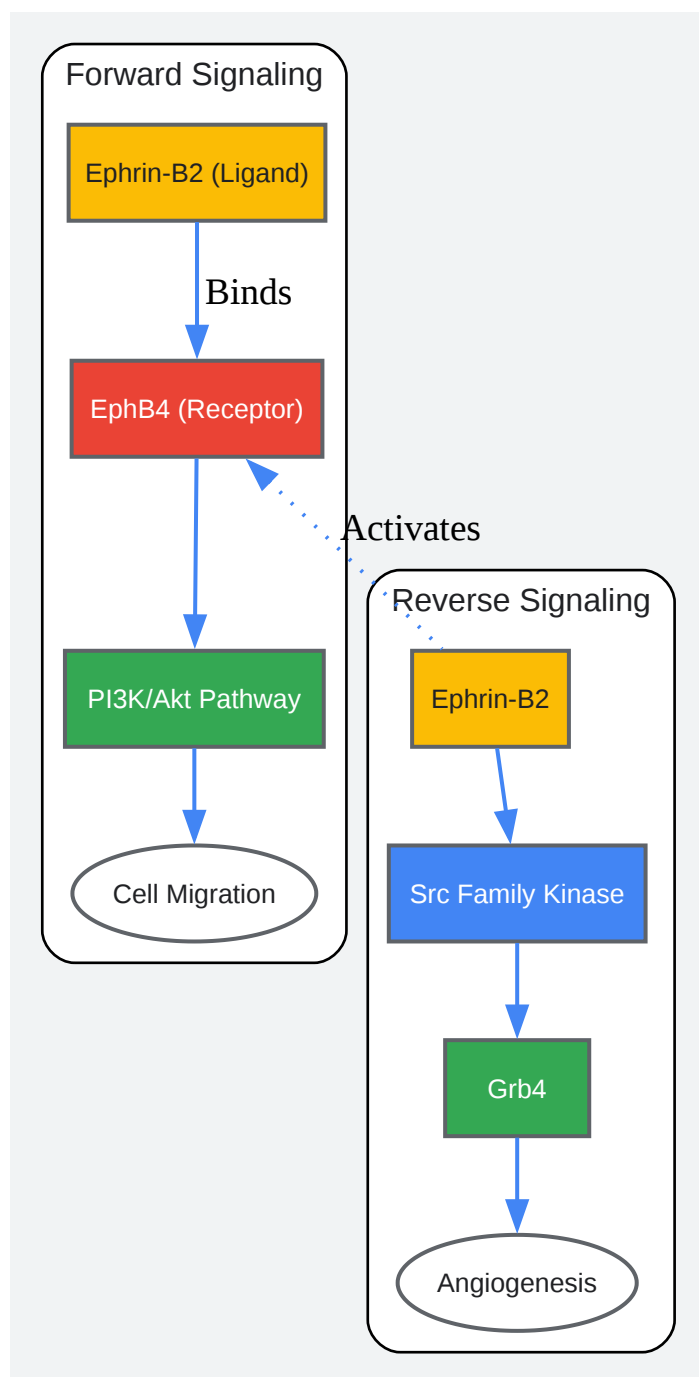 Forward Signaling
Ephrin-B2 (Ligand)
Binds
EphB4 (Receptor)
Activates
PI3K/Akt Pathway
Cell Migration
Reverse Signaling
Ephrin-B2
Src Family Kinase
Grb4
Angiogenesis